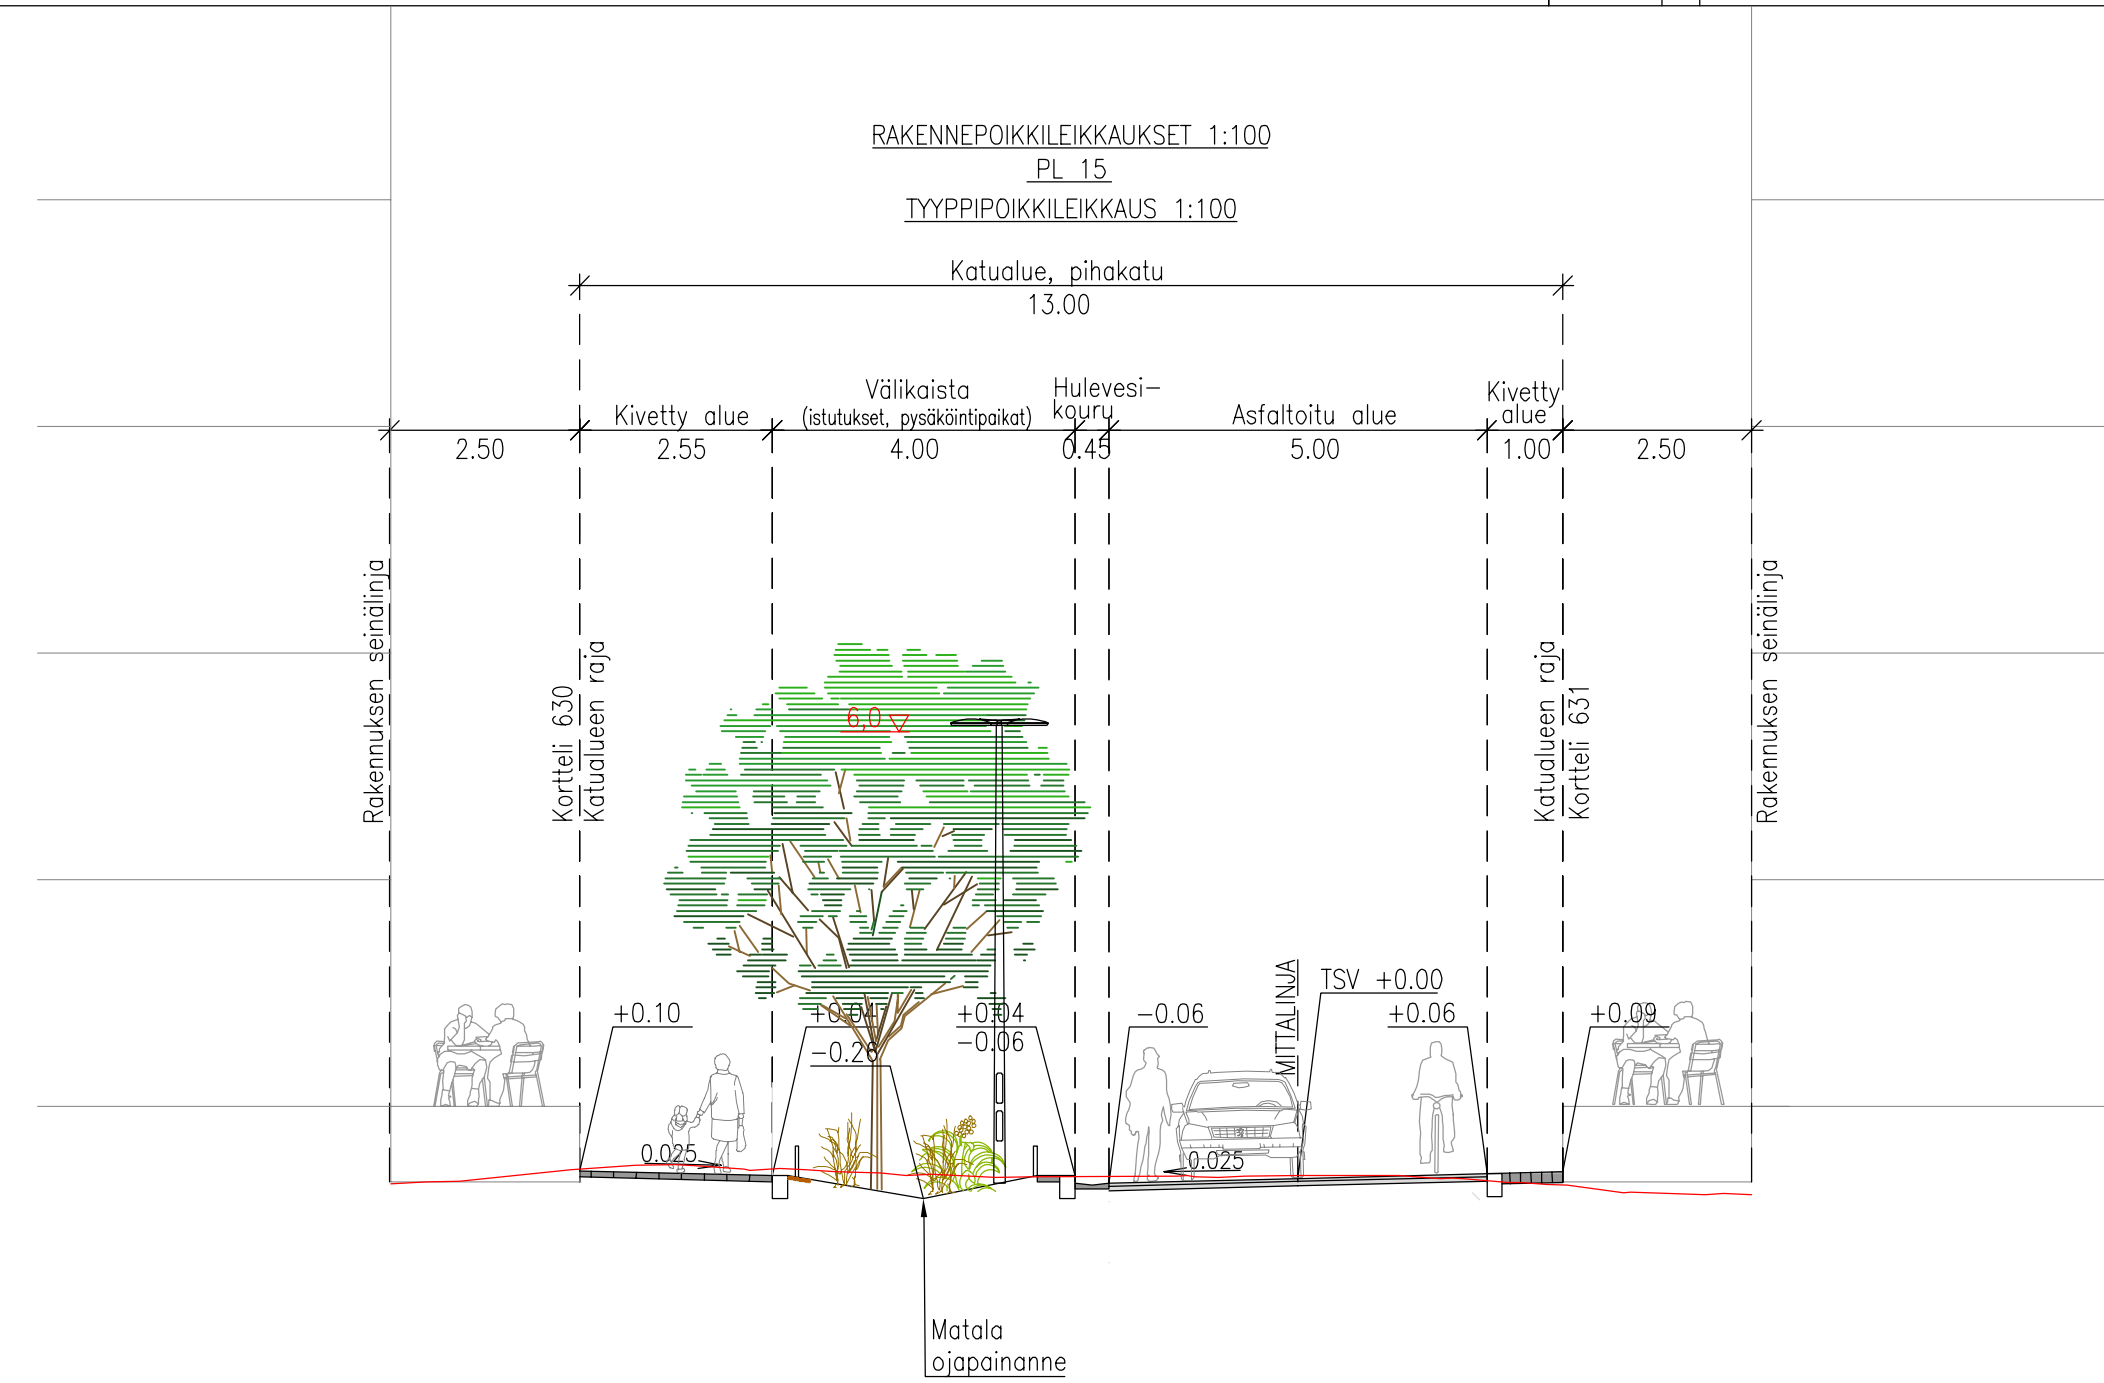 RAKENNEPOIKKILEIKKAUKSET 1:100
PL 15
TYYPPIPOIKKILEIKKAUS 1:100
Katualue, pihakatu
13.00
Kivetty alue
Välikaista
(istutukset, pysäköintipaikat)
Hulevesi-
kouru
Asfaltoitu alue
Kivetty
alue
2.50
2.55
4.00
0.45
5.00
1.00
2.50
Rakennuksen seinälinja
Kortteli 630
Katualueen raja
Katualueen raja
Kortteli 631
Rakennuksen seinälinja
6,0
MITTALINJA
TSV +0.00
+0.10
+0.04
-0.26
+0.04
-0.06
-0.06
+0.06
+0.09
0.025
0.025
Matala
ojapainanne